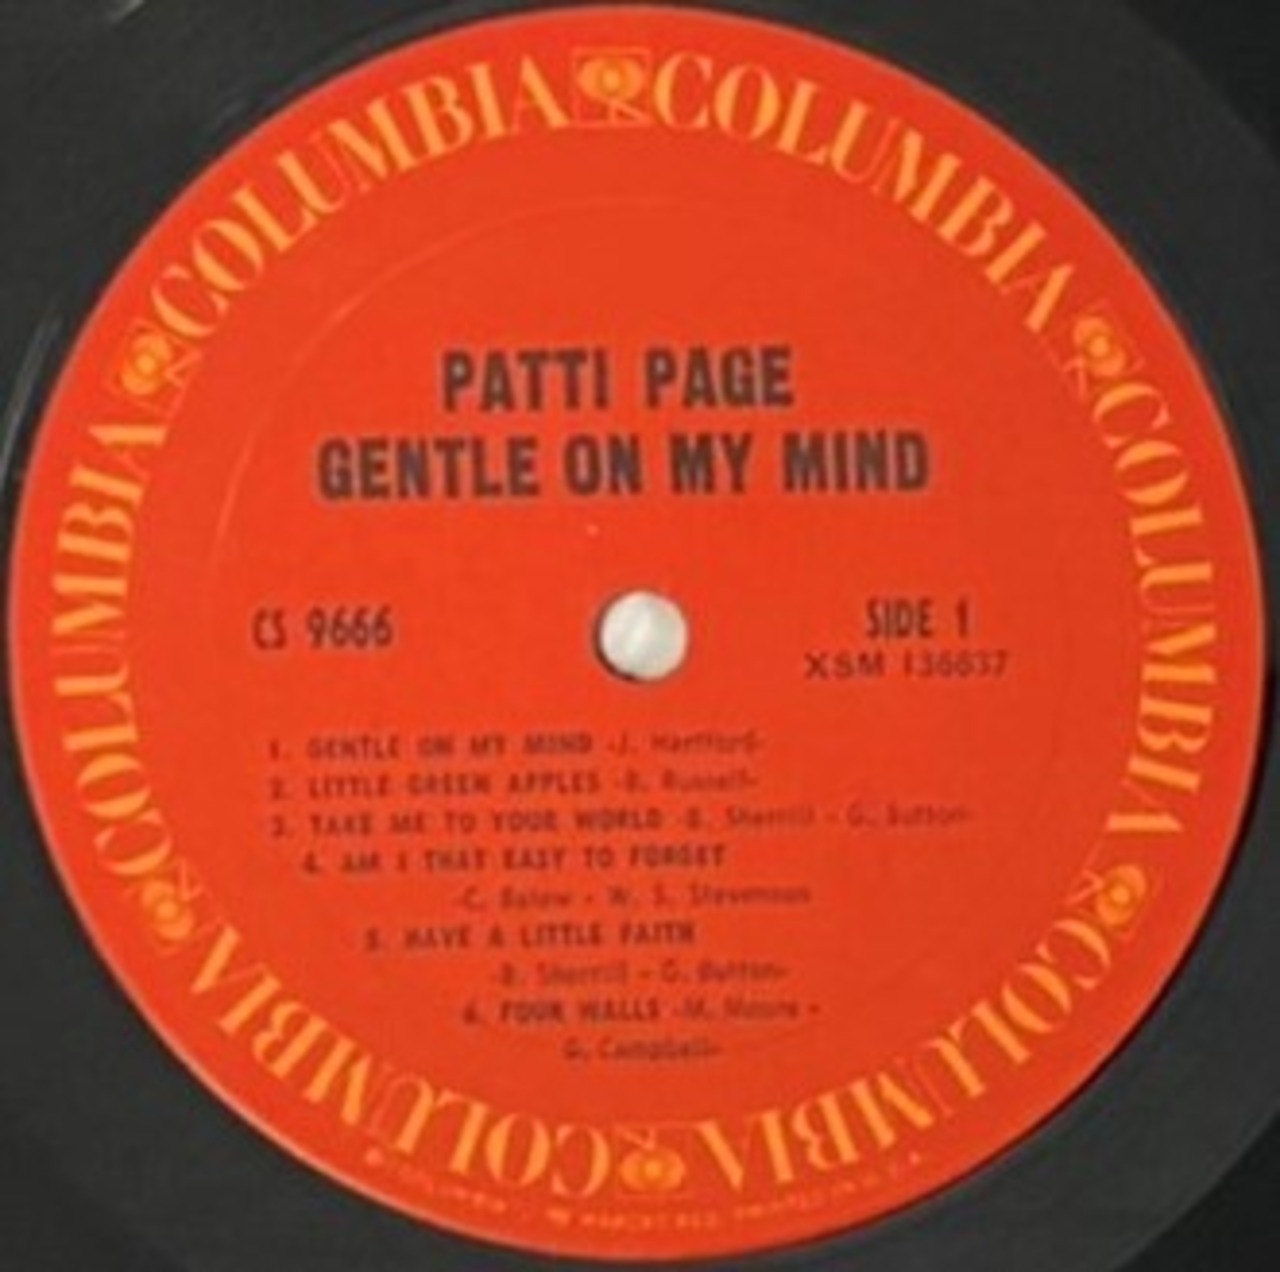 COLUMBIA COLUMBIA COLUMBIA COLUMBIA COLUMBIA COLUMBIA
PATTI PAGE
GENTLE ON MY MIND
CS 9666
SIDE 1
XSM
1. GENTLE ON MY MIND -J. Hartford-
2. LITTLE GREEN APPLES -B. Russell-
3. TAKE ME TO YOUR WORLD -B. Sherrill - G. Sutton-
4. AM I THAT EASY TO FORGET
-C. Belew - W. S. Stevenson
5. HAVE A LITTLE FAITH
-B. Sherrill - G. Sutton-
6. FOUR WALLS -M. Moore -
G. Campbell-